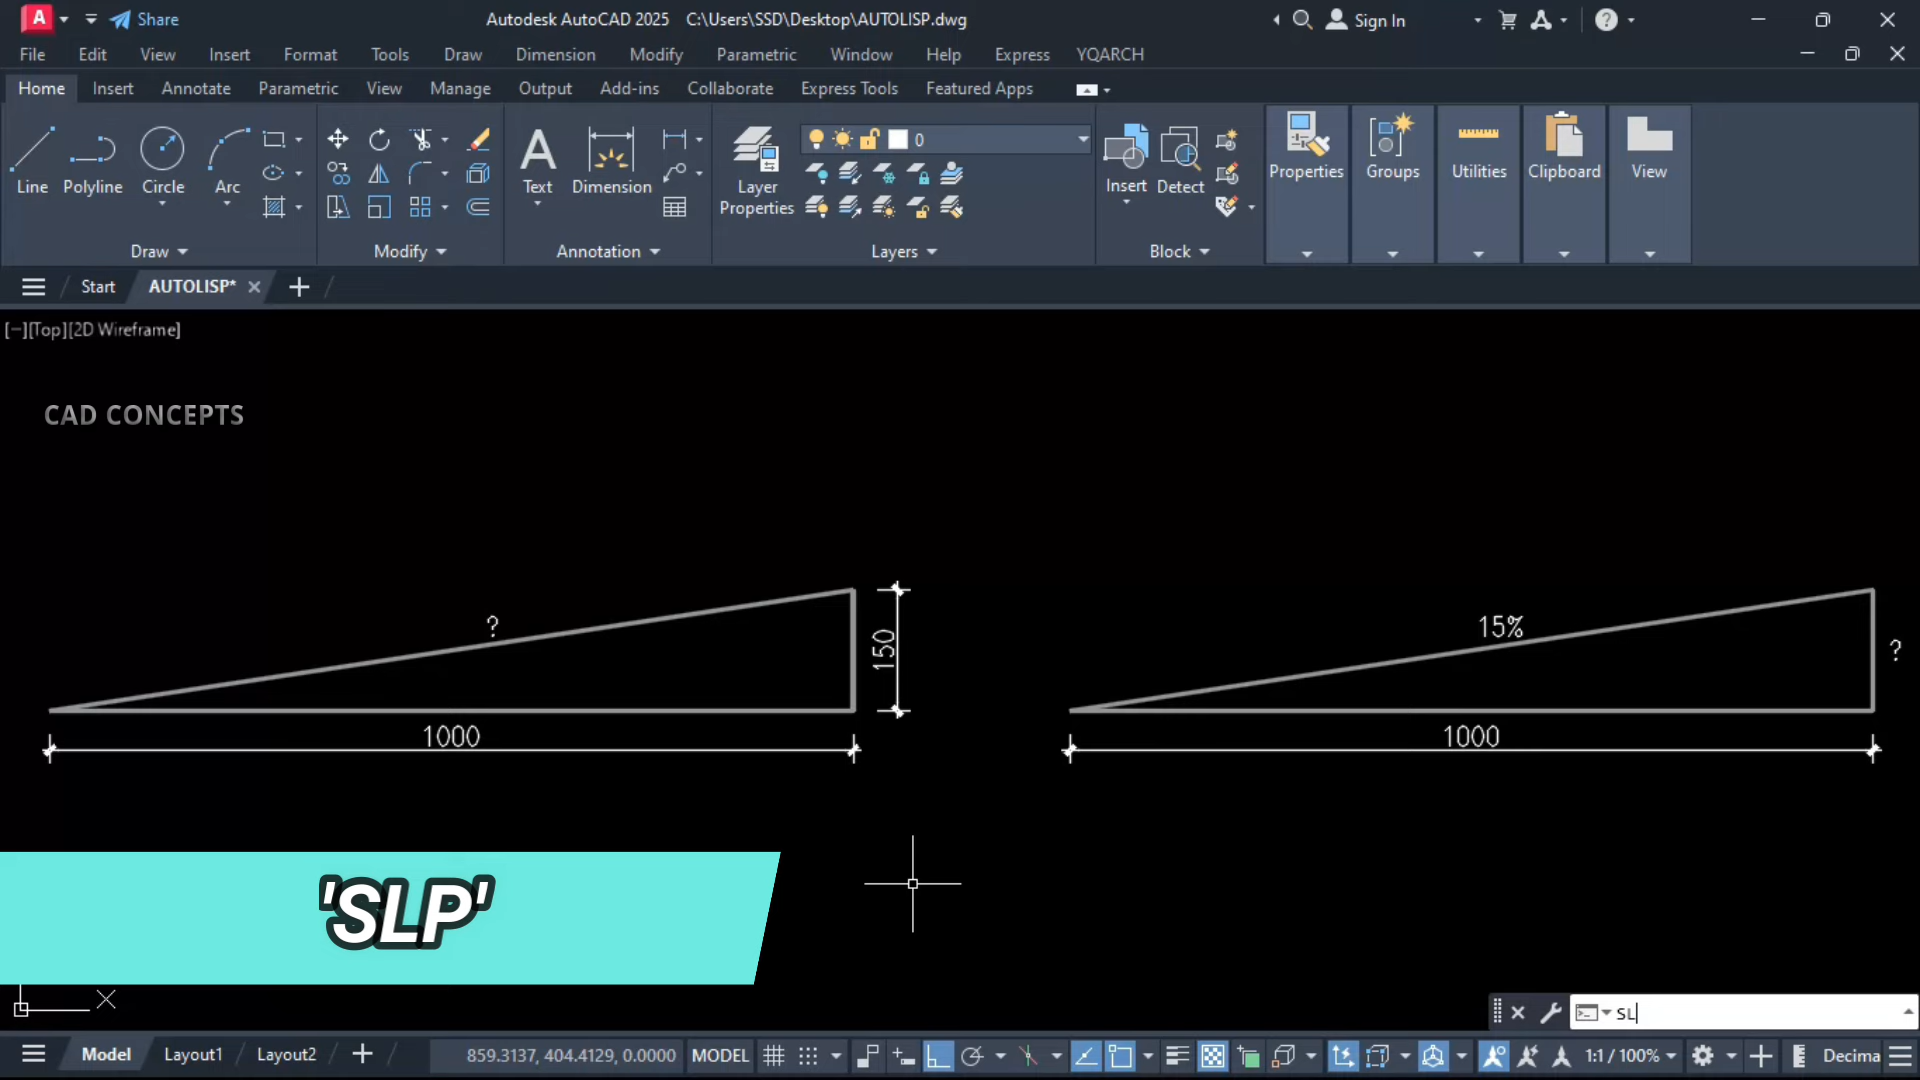 Share
Autodesk AutoCAD 2025 C:\Users\SSD\Desktop\AUTOLISP.dwg
Sign In
File Edit View Insert Format Tools Draw Dimension Modify Parametric Window Help Express YQARCH
Home Insert Annotate Parametric View Manage Output Add-ins Collaborate Express Tools Featured Apps
0
Line Polyline Circle Arc
Text Dimension
Layer Properties
Insert Detect
Properties Groups Utilities Clipboard View
Draw Modify Annotation Layers Block
Start AUTOLISP*
[−][Top][2D Wireframe]
CAD CONCEPTS
?
150
1000
15%
?
1000
'SLP'
X
SL
Model Layout1 Layout2
859.3137, 404.4129, 0.0000 MODEL
1:1 / 100%
Decima